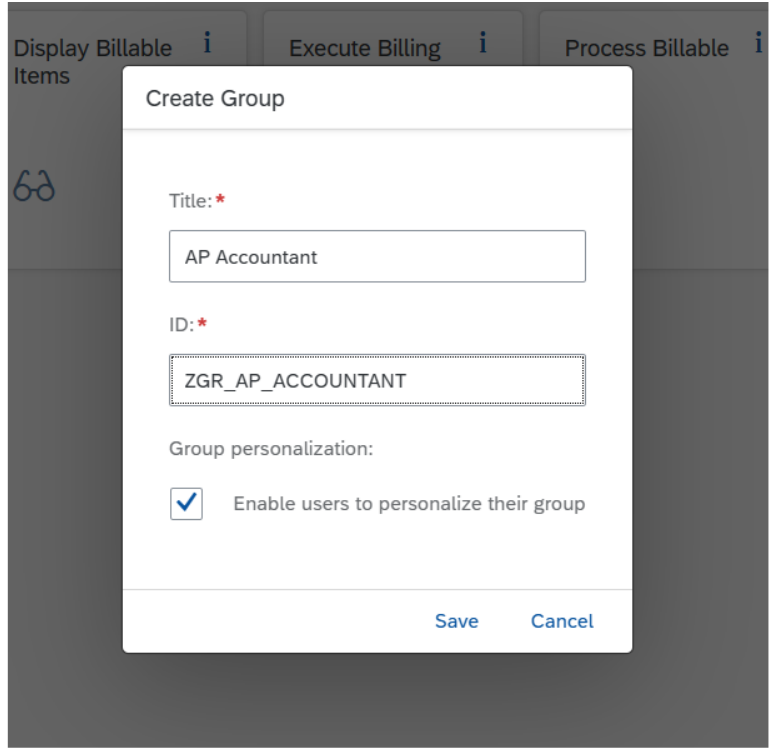 Display Billable Items
i
Execute Billing
i
Process Billable
i
Create Group
Title:*
AP Accountant
ID:*
ZGR_AP_ACCOUNTANT
Group personalization:
Enable users to personalize their group
Save
Cancel